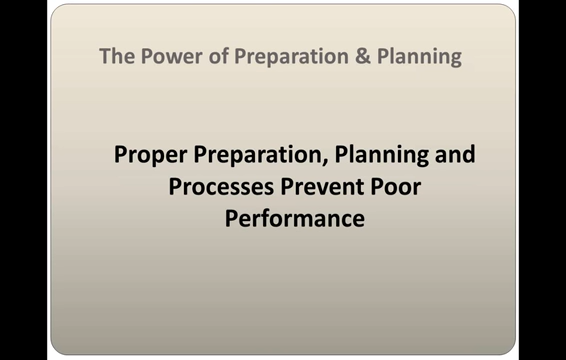 The Power of Preparation & Planning
Proper Preparation, Planning and
Processes Prevent Poor
Performance